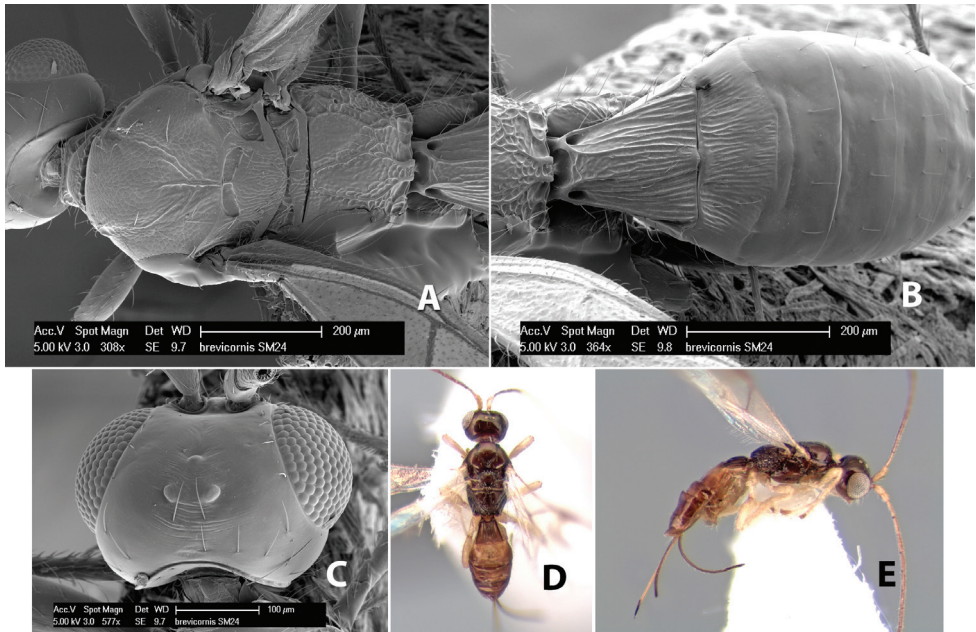 A
Acc.V Spot Magn Det WD 200 μm
5.00 kV 3.0 308x SE 9.7 brevicornis SM24
B
Acc.V Spot Magn Det WD 200 μm
5.00 kV 3.0 364x SE 9.8 brevicornis SM24
C
Acc.V Spot Magn Det WD 100 μm
5.00 kV 3.0 577x SE 9.7 brevicornis SM24
D
E